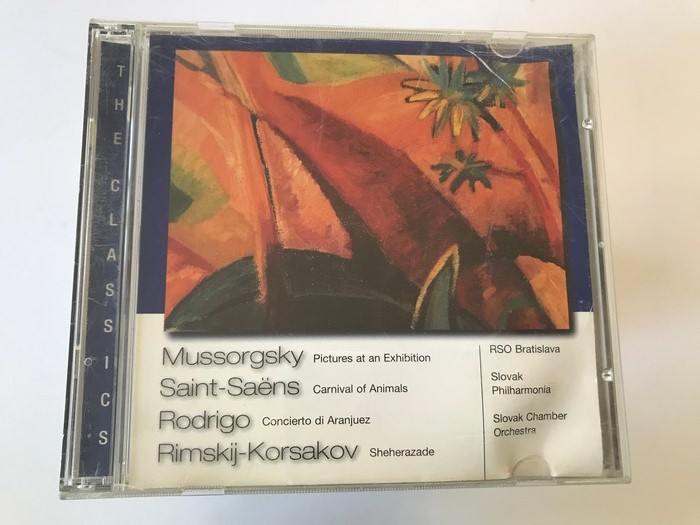 THE CLASSICS
Mussorgsky Pictures at an Exhibition
Saint-Saëns Carnival of Animals
Rodrigo Concierto di Aranjuez
Rimskij-Korsakov Sheherazade
RSO Bratislava
Slovak
Philharmonia
Slovak Chamber
Orchestra